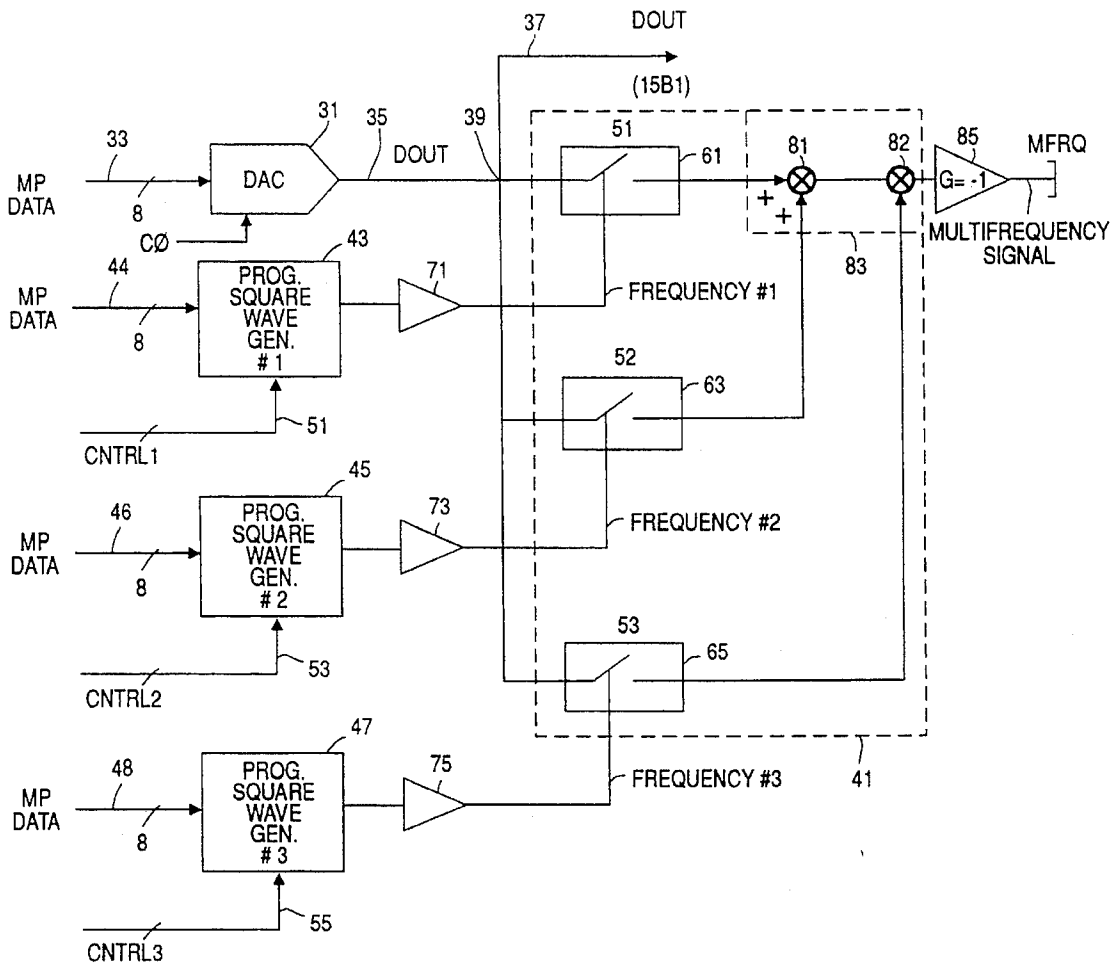 37
DOUT
(15B1)
33
MP
DATA
8
CØ
31
DAC
35
DOUT
39
51
61
81
82
+
+
83
85
G= -1
MFRQ
MULTIFREQUENCY
SIGNAL
44
MP
DATA
8
43
PROG.
SQUARE
WAVE
GEN.
# 1
71
FREQUENCY #1
51
CNTRL1
52
63
46
MP
DATA
8
45
PROG.
SQUARE
WAVE
GEN.
# 2
73
FREQUENCY #2
53
CNTRL2
53
65
41
48
MP
DATA
8
47
PROG.
SQUARE
WAVE
GEN.
# 3
75
FREQUENCY #3
55
CNTRL3